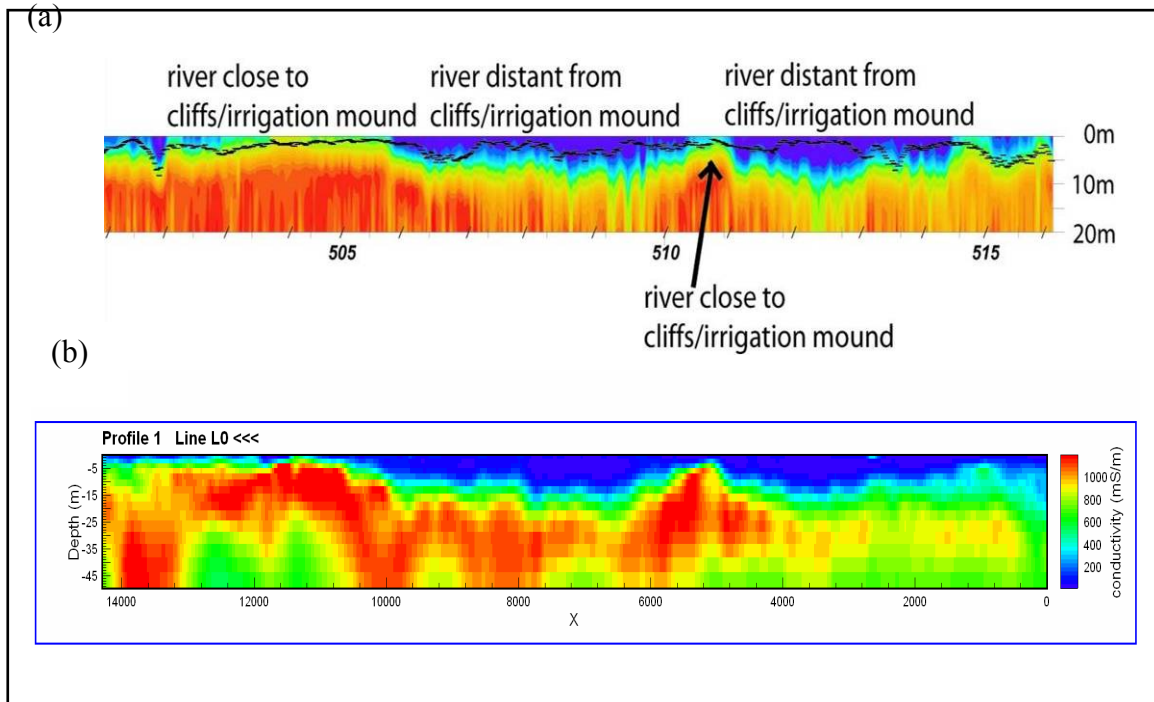 (a)
river close to
cliffs/irrigation mound
river distant from
cliffs/irrigation mound
river distant from
cliffs/irrigation mound
0m
10m
20m
505
510
515
river close to
cliffs/irrigation mound
(b)
Profile 1 Line L0 <<<
Depth (m)
-5
-15
-25
-35
-45
14000
12000
10000
8000
6000
4000
2000
0
X
1000
800
600
400
200
conductivity (mS/m)